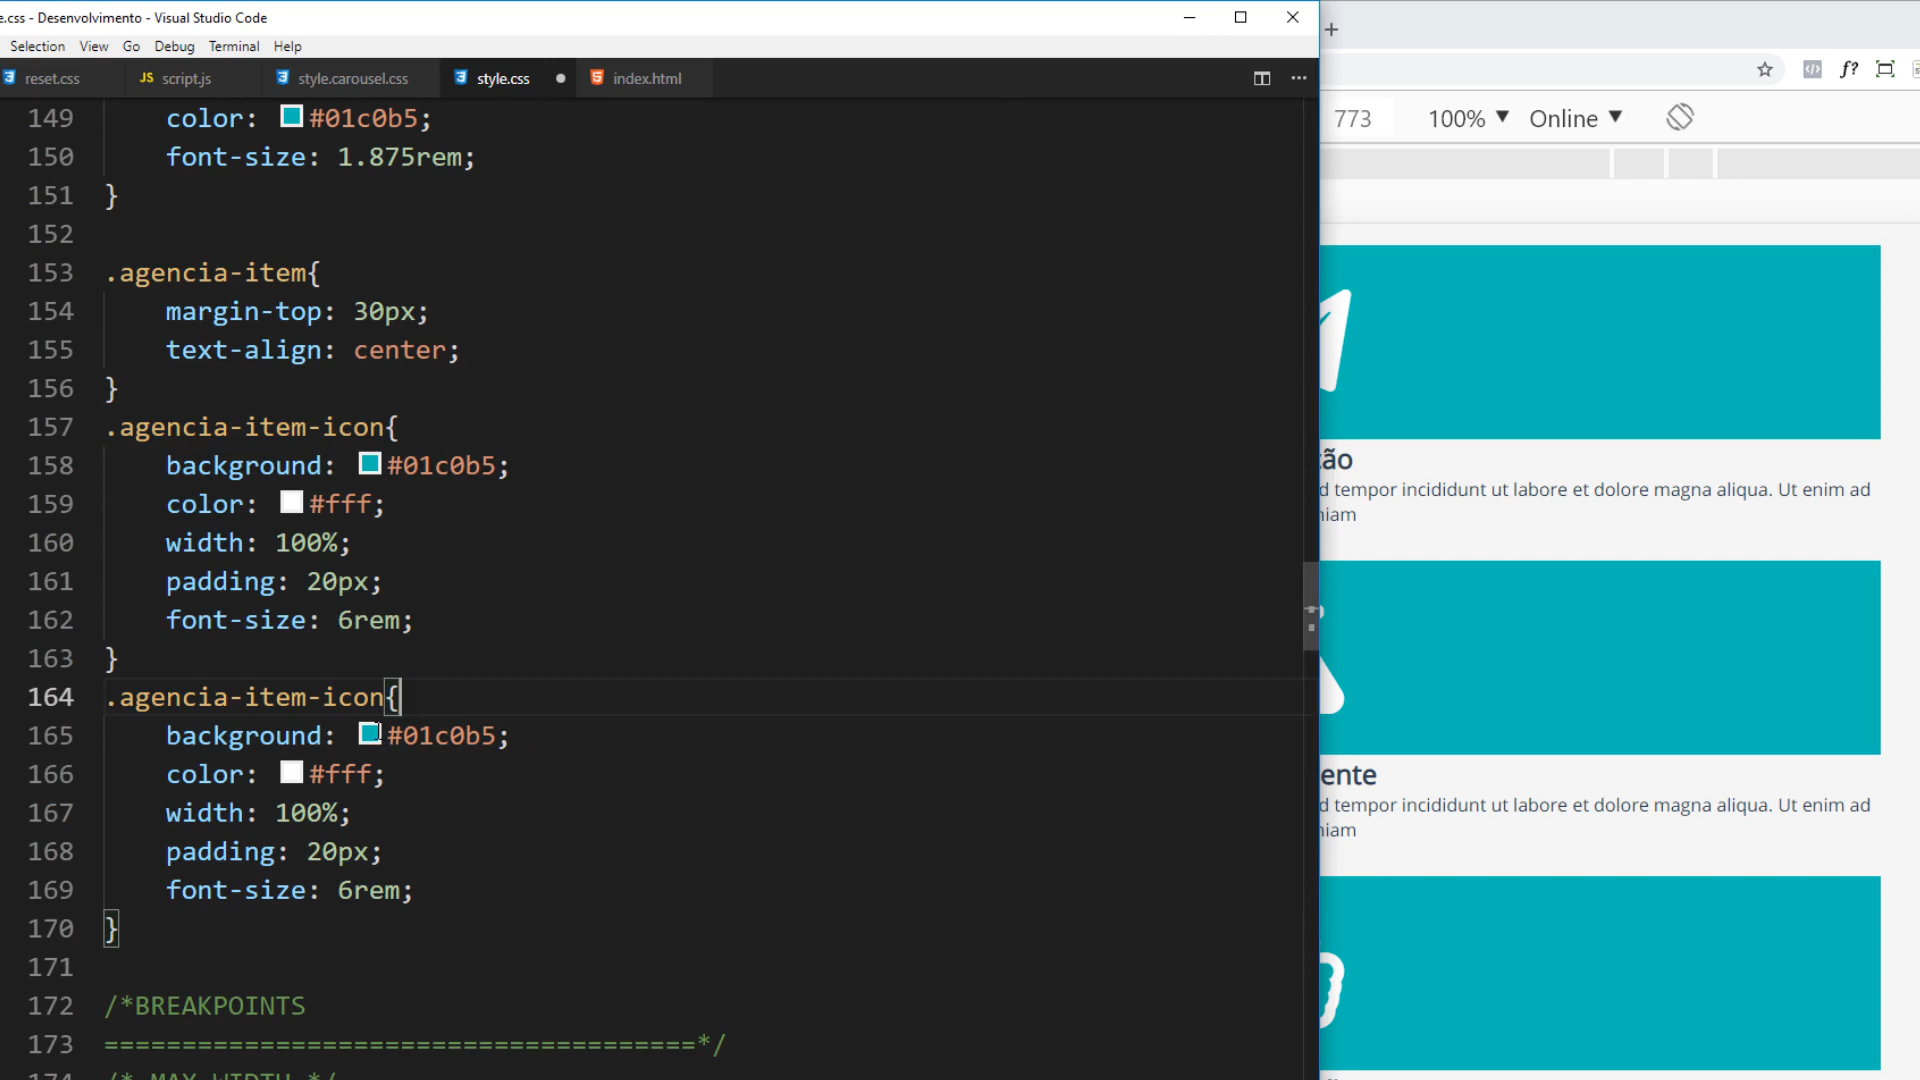 e.css - Desenvolvimento - Visual Studio Code
Selection View Go Debug Terminal Help
reset.css JS script.js style.carousel.css style.css index.html
149 color: #01c0b5;
150 font-size: 1.875rem;
151 }
152
153 .agencia-item{
154 margin-top: 30px;
155 text-align: center;
156 }
157 .agencia-item-icon{
158 background: #01c0b5;
159 color: #fff;
160 width: 100%;
161 padding: 20px;
162 font-size: 6rem;
163 }
164 .agencia-item-icon{
165 background: #01c0b5;
166 color: #fff;
167 width: 100%;
168 padding: 20px;
169 font-size: 6rem;
170 }
171
172 /*BREAKPOINTS
173 ======================================*/
174 /* MAX WIDTH */
f?
773 100% Online
ção
d tempor incididunt ut labore et dolore magna aliqua. Ut enim ad
niam
ente
d tempor incididunt ut labore et dolore magna aliqua. Ut enim ad
niam